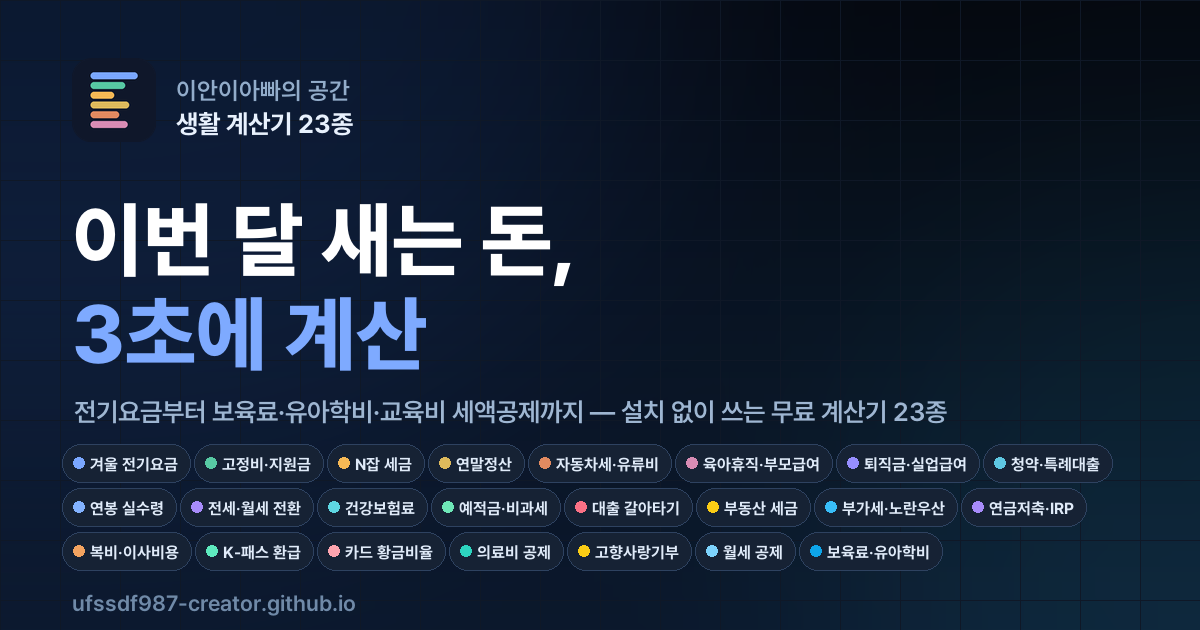 이안이아빠의 공간
생활 계산기 23종
이번 달 새는 돈,
3초에 계산
전기요금부터 보육료·유아학비·교육비 세액공제까지 — 설치 없이 쓰는 무료 계산기 23종
겨울 전기요금 고정비·지원금 N잡 세금 연말정산 자동차세·유류비 육아휴직·부모급여 퇴직금·실업급여 청약·특례대출
연봉 실수령 전세·월세 전환 건강보험료 예적금·비과세 대출 갈아타기 부동산 세금 부가세·노란우산 연금저축·IRP
복비·이사비용 K-패스 환급 카드 황금비율 의료비 공제 고향사랑기부 월세 공제 보육료·유아학비
ufssdf987-creator.github.io